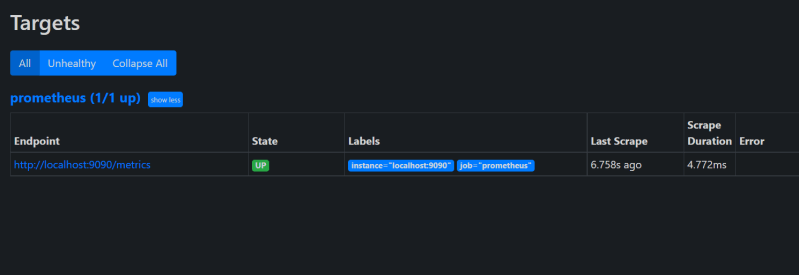 Targets
All Unhealthy Collapse All
prometheus (1/1 up) show less
Endpoint State Labels Last Scrape Scrape Duration Error
http://localhost:9090/metrics UP instance="localhost:9090" job="prometheus" 6.758s ago 4.772ms